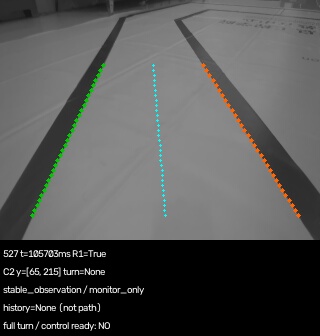 527 t=105703ms R1=True
C2 y=[65, 215] turn=None
stable_observation / monitor_only
history=None (not path)
full turn / control ready: NO